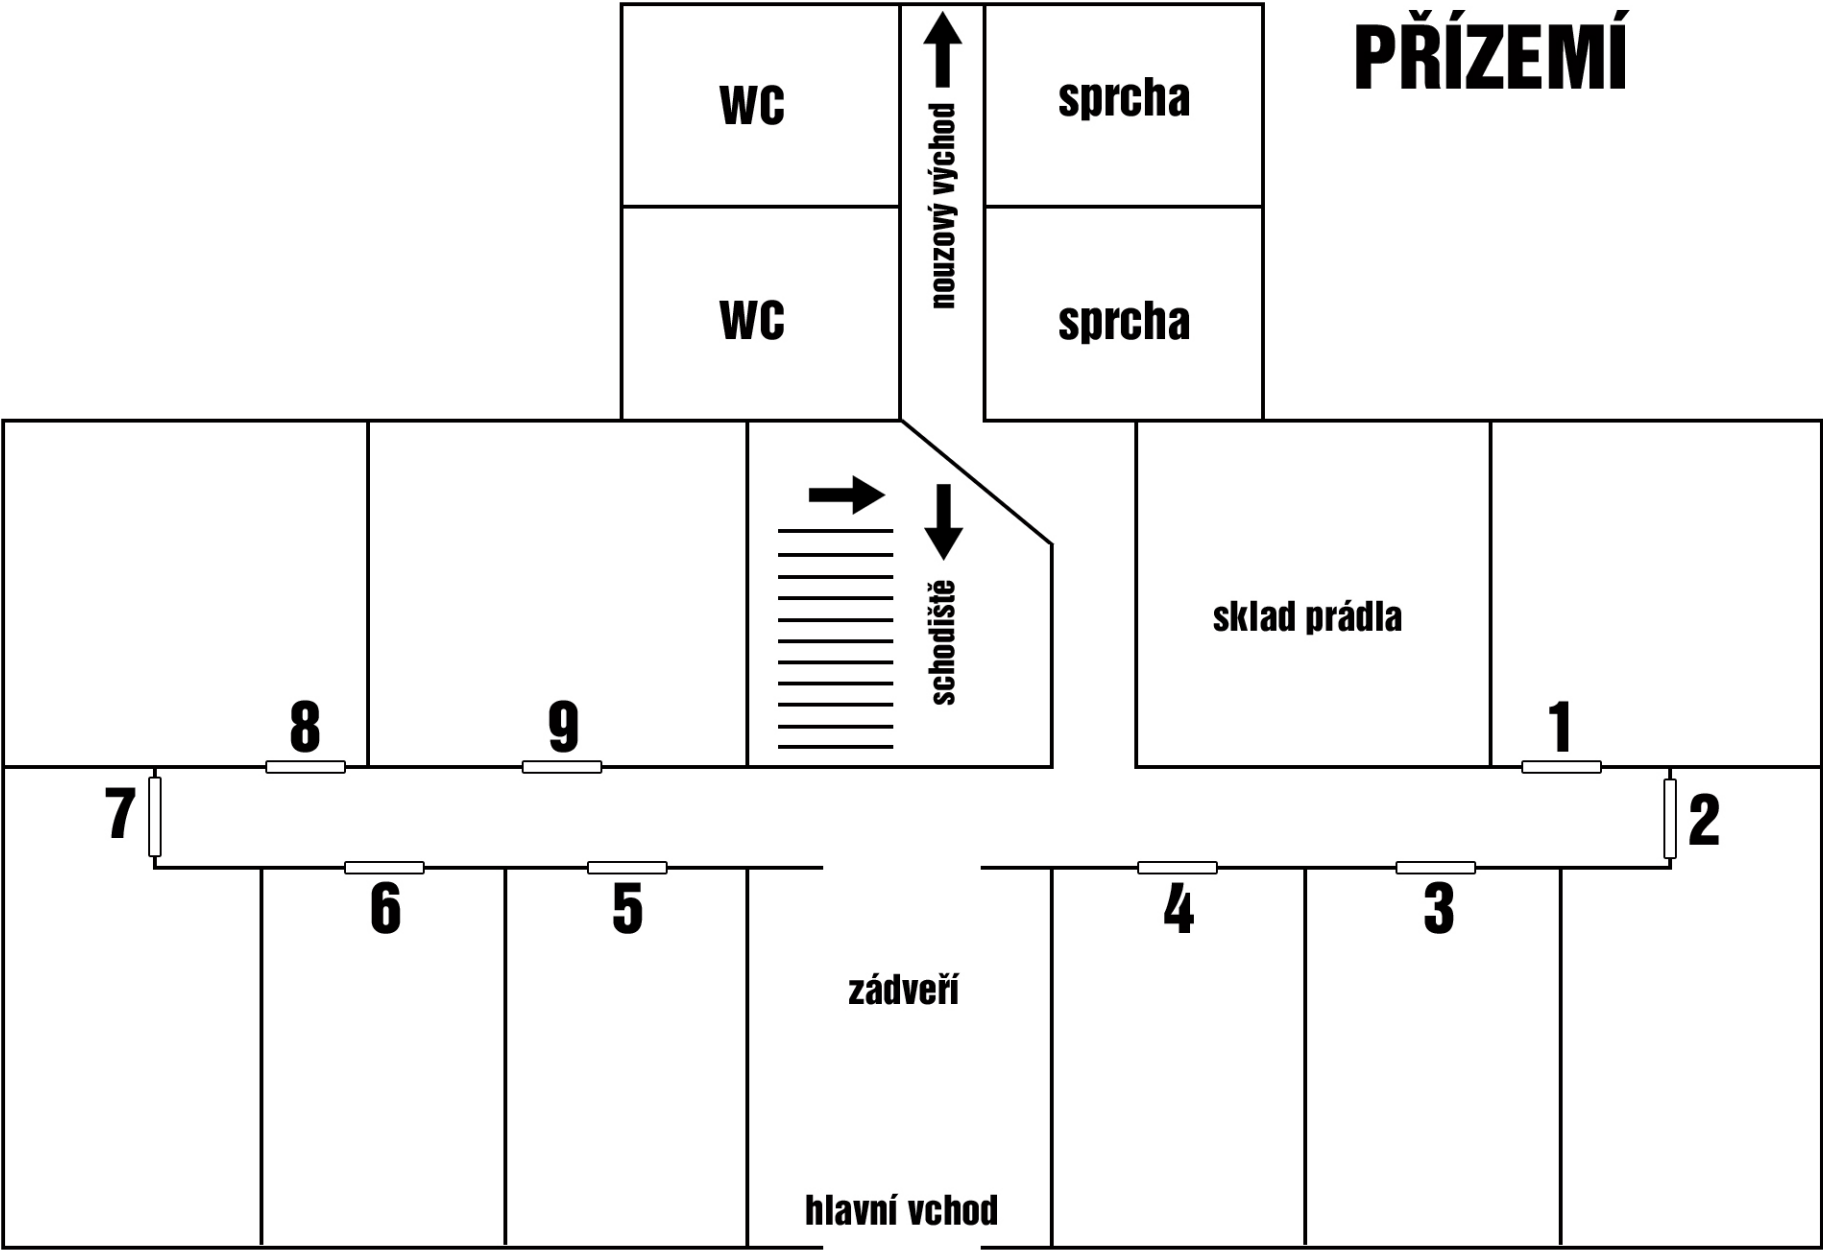 PŘÍZEMÍ
WC
nouzový východ
sprcha
WC
sprcha
schodiště
sklad prádla
8
9
1
7
2
6
5
4
3
zádveří
hlavní vchod